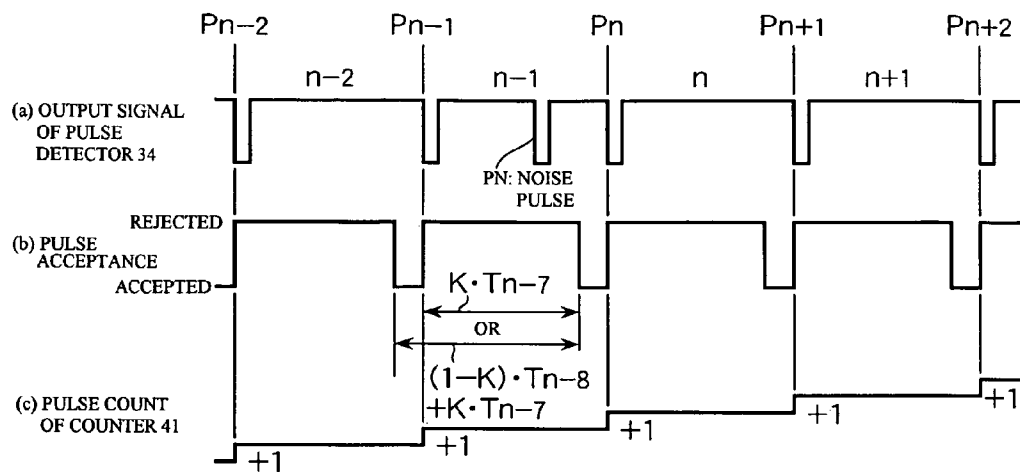 Pn−2 Pn−1 Pn Pn+1 Pn+2
n−2 n−1 n n+1
(a) OUTPUT SIGNAL
OF PULSE
DETECTOR 34
PN: NOISE
PULSE
REJECTED
(b) PULSE
ACCEPTANCE
ACCEPTED
K·Tn−7
OR
(1−K)·Tn−8
+K·Tn−7
(c) PULSE COUNT
OF COUNTER 41
+1 +1 +1 +1 +1